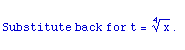 Substitute back for t = ∜x .